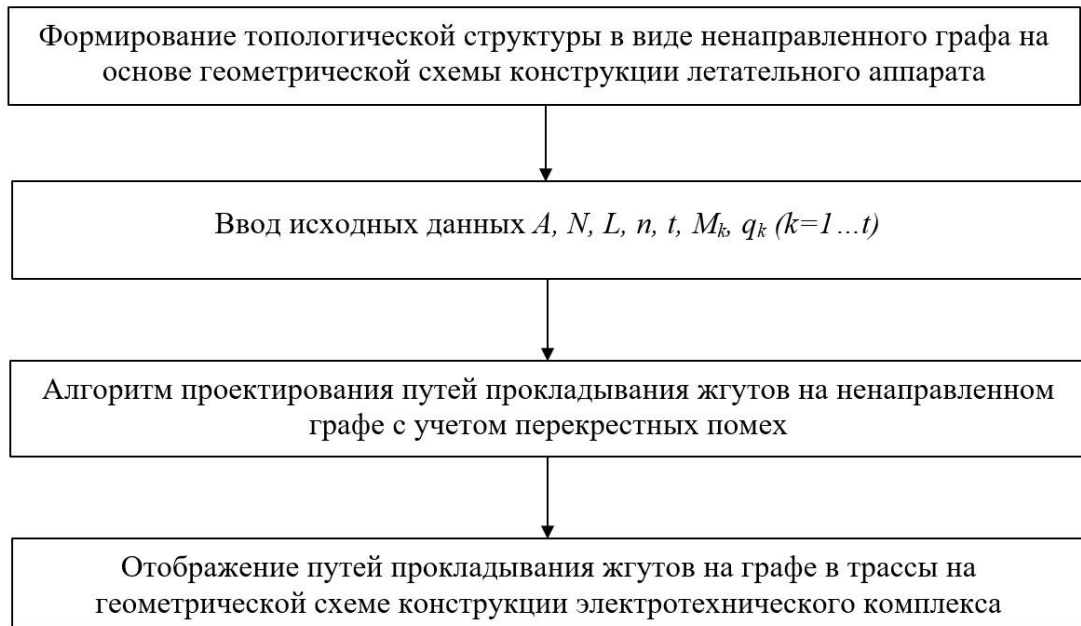 Формирование топологической структуры в виде ненаправленного графа на
основе геометрической схемы конструкции летательного аппарата
Ввод исходных данных A, N, L, n, t, Mk, qk (k=1…t)
Алгоритм проектирования путей прокладывания жгутов на ненаправленном
графе с учетом перекрестных помех
Отображение путей прокладывания жгутов на графе в трассы на
геометрической схеме конструкции электротехнического комплекса